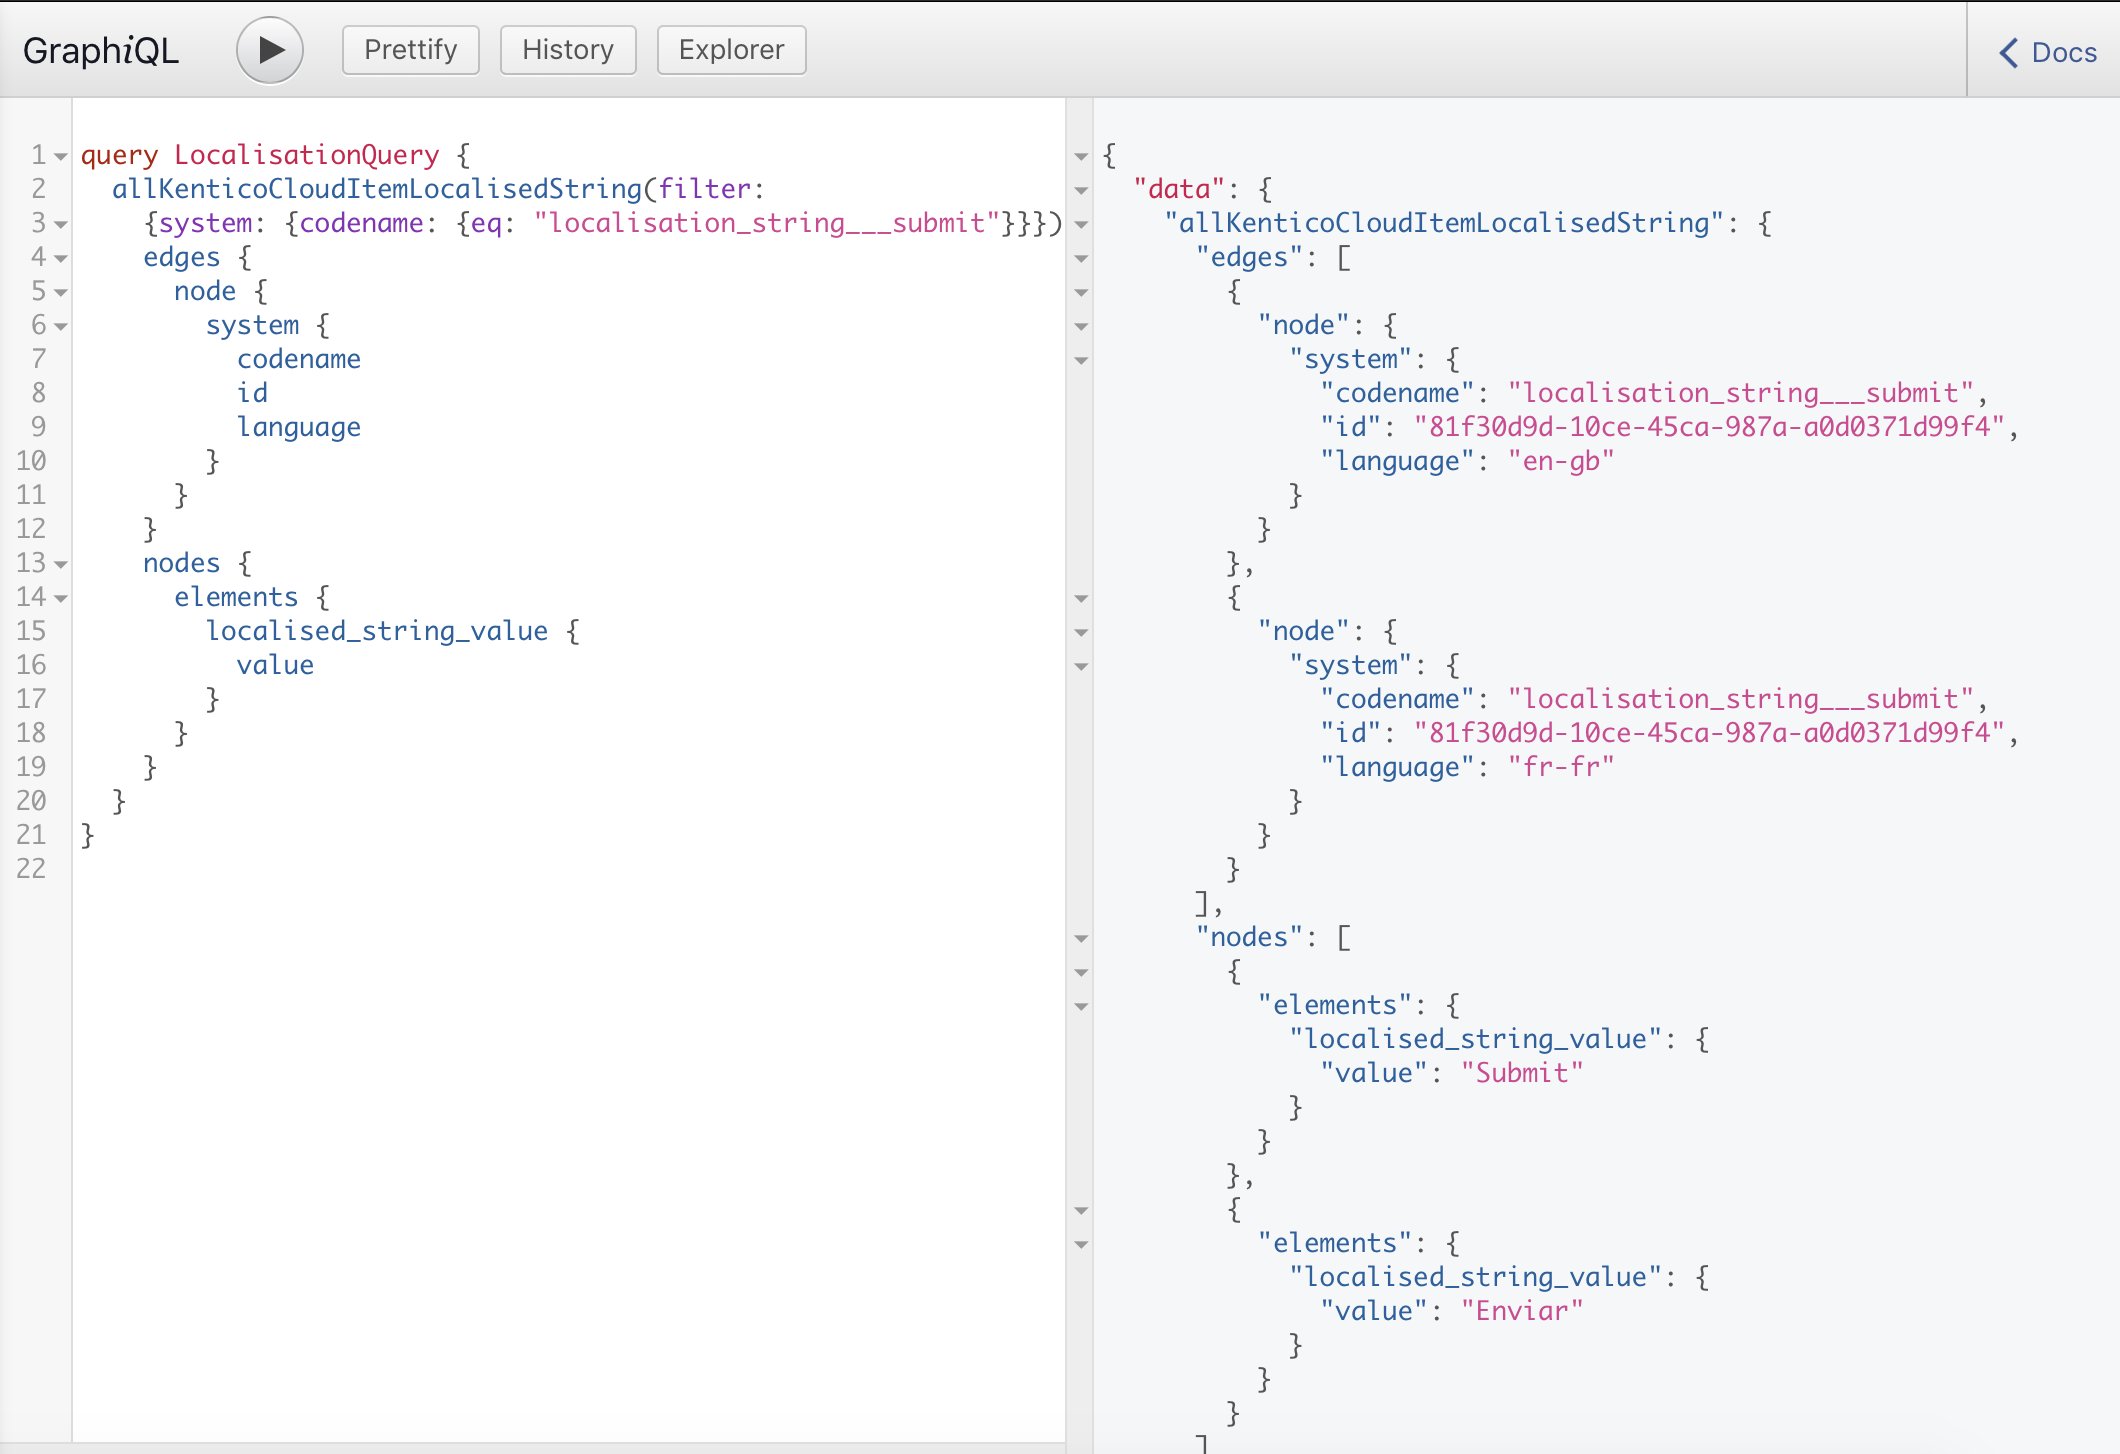 GraphiQL
Prettify
History
Explorer
Docs
1 query LocalisationQuery {
2   allKenticoCloudItemLocalisedString(filter:
3     {system: {codename: {eq: "localisation_string___submit"}}})
4     edges {
5       node {
6         system {
7           codename
8           id
9           language
10         }
11       }
12     }
13     nodes {
14       elements {
15         localised_string_value {
16           value
17         }
18       }
19     }
20   }
21 }
22
{
  "data": {
    "allKenticoCloudItemLocalisedString": {
      "edges": [
        {
          "node": {
            "system": {
              "codename": "localisation_string___submit",
              "id": "81f30d9d-10ce-45ca-987a-a0d0371d99f4",
              "language": "en-gb"
            }
          }
        },
        {
          "node": {
            "system": {
              "codename": "localisation_string___submit",
              "id": "81f30d9d-10ce-45ca-987a-a0d0371d99f4",
              "language": "fr-fr"
            }
          }
        }
      ],
      "nodes": [
        {
          "elements": {
            "localised_string_value": {
              "value": "Submit"
            }
          }
        },
        {
          "elements": {
            "localised_string_value": {
              "value": "Enviar"
            }
          }
        }
      ]